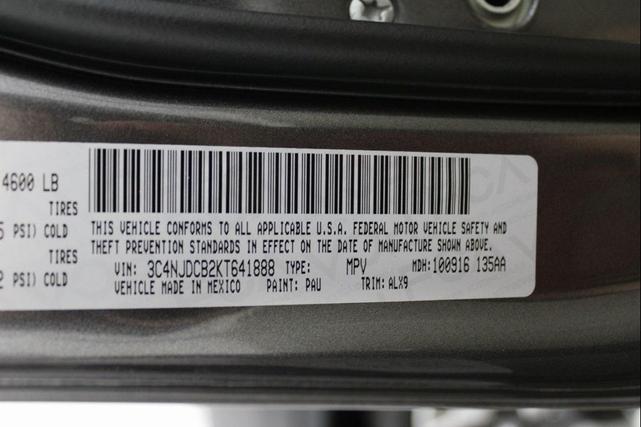 4600 LB
TIRES
5 PSI) COLD
TIRES
2 PSI) COLD
THIS VEHICLE CONFORMS TO ALL APPLICABLE U.S.A. FEDERAL MOTOR VEHICLE SAFETY AND
THEFT PREVENTION STANDARDS IN EFFECT ON THE DATE OF MANUFACTURE SHOWN ABOVE.
VIN: 3C4NJDCB2KT641888 TYPE: MPV MDH: 100916 135AA
VEHICLE MADE IN MEXICO PAINT: PAU TRIM: ALX9